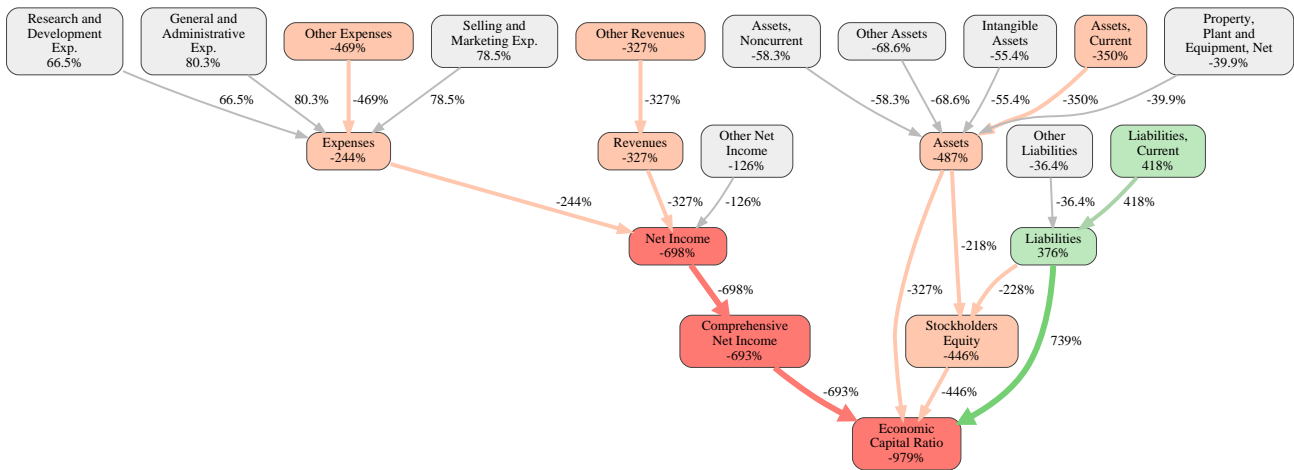 Research and
Development
Exp.
66.5%
General and
Administrative
Exp.
80.3%
Other Expenses
-469%
Selling and
Marketing Exp.
78.5%
Other Revenues
-327%
Assets,
Noncurrent
-58.3%
Other Assets
-68.6%
Intangible
Assets
-55.4%
Assets,
Current
-350%
Property,
Plant and
Equipment, Net
-39.9%
66.5%
80.3%
-469%
78.5%
-327%
-58.3%
-68.6%
-55.4%
-350%
-39.9%
Expenses
-244%
Revenues
-327%
Other Net
Income
-126%
Assets
-487%
Other
Liabilities
-36.4%
Liabilities,
Current
418%
-244%
-327%
-126%
-36.4%
418%
Net Income
-698%
-218%
Liabilities
376%
-698%
-327%
-228%
Comprehensive
Net Income
-693%
Stockholders
Equity
-446%
739%
-693%
-446%
Economic
Capital Ratio
-979%